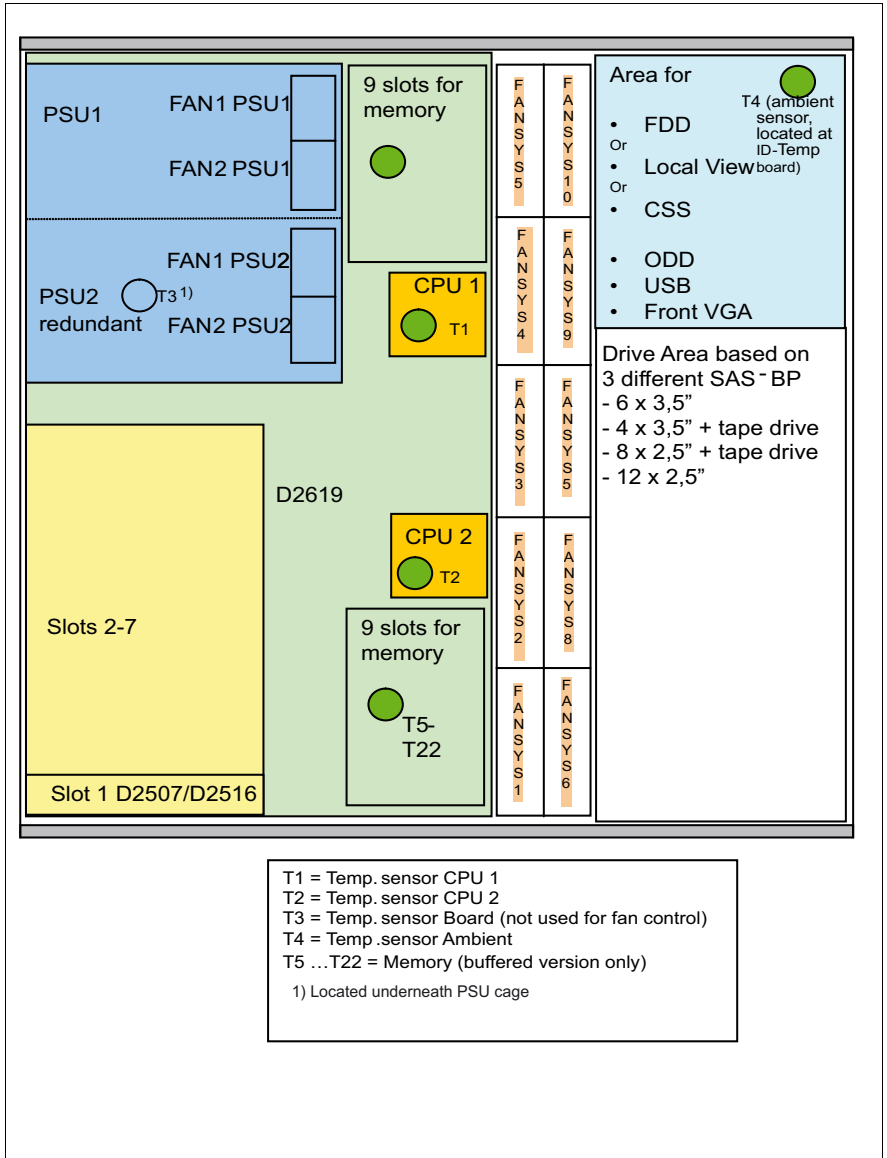 PSU1
FAN1 PSU1
FAN2 PSU1
FAN1 PSU2
PSU2
redundant
T3 1)
FAN2 PSU2
9 slots for
memory
CPU 1
T1
D2619
CPU 2
T2
9 slots for
memory
T5-
T22
Slots 2-7
Slot 1 D2507/D2516
FANSYS5
FANSYS10
FANSYS4
FANSYS9
FANSYS3
FANSYS5
FANSYS2
FANSYS8
FANSYS1
FANSYS6
Area for
• FDD
Or
• Local View
Or
• CSS
• ODD
• USB
• Front VGA
T4 (ambient
sensor,
located at
ID-Temp
board)
Drive Area based on
3 different SAS - BP
- 6 x 3,5”
- 4 x 3,5” + tape drive
- 8 x 2,5” + tape drive
- 12 x 2,5”
T1 = Temp. sensor CPU 1
T2 = Temp. sensor CPU 2
T3 = Temp. sensor Board (not used for fan control)
T4 = Temp .sensor Ambient
T5 …T22 = Memory (buffered version only)
1) Located underneath PSU cage